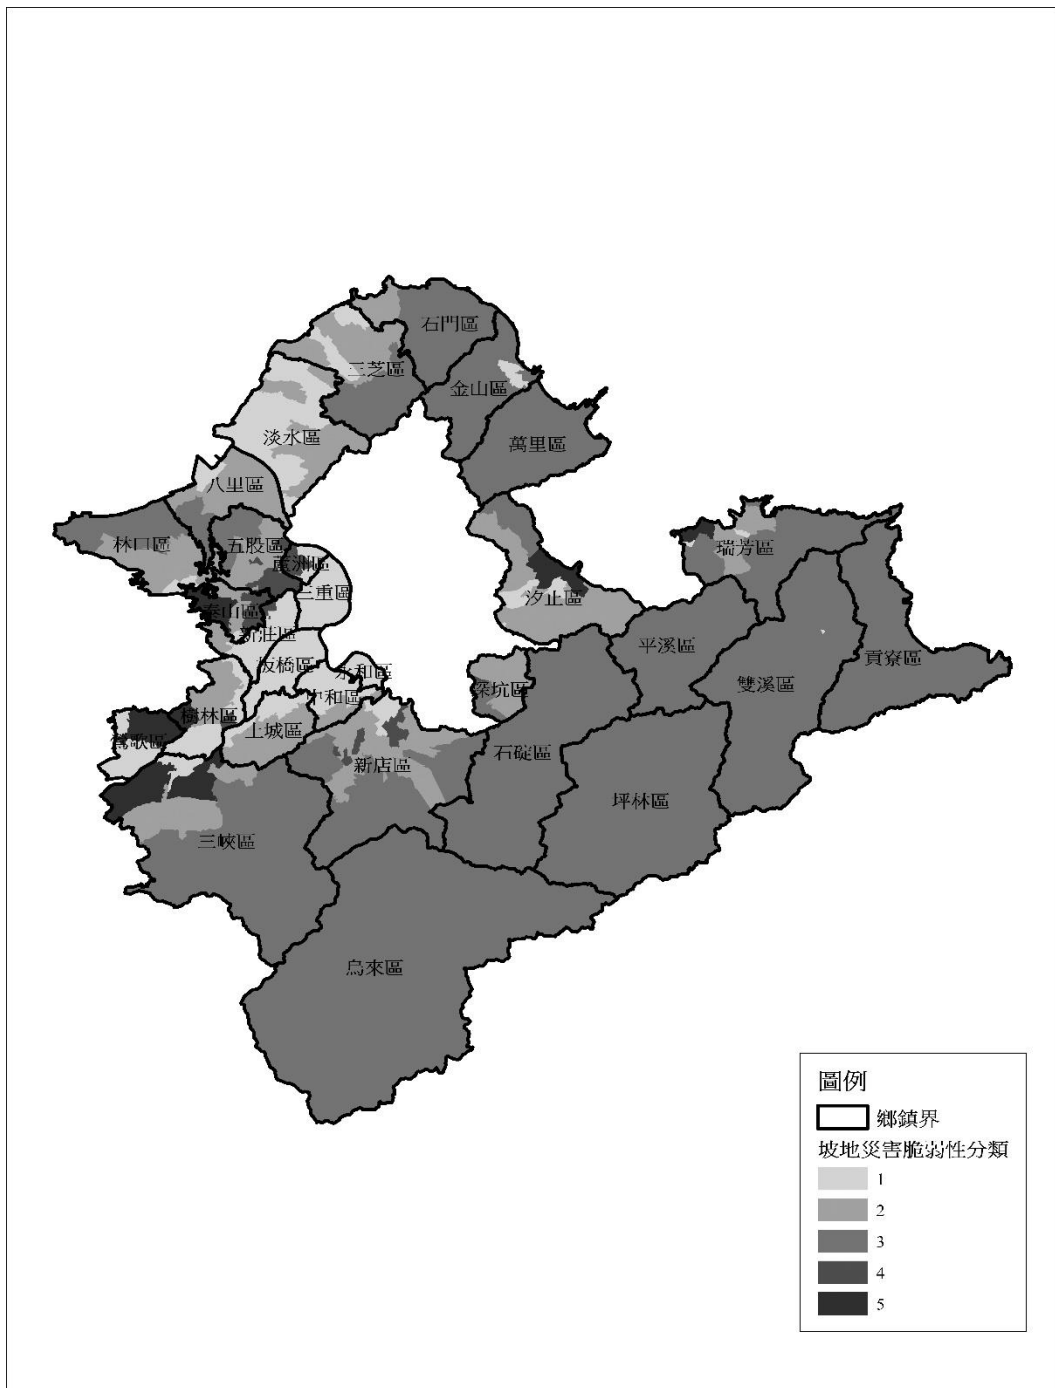 石門區
三芝區
金山區
淡水區
萬里區
八里區
林口區
五股區
瑞芳區
蘆洲區
三重區
汐止區
泰山區
新莊區
平溪區
板橋區
永和區
貢寮區
雙溪區
深坑區
中和區
樹林區
土城區
鶯歌區
石碇區
新店區
坪林區
三峽區
烏來區
圖例
鄉鎮界
坡地災害脆弱性分類
1
2
3
4
5